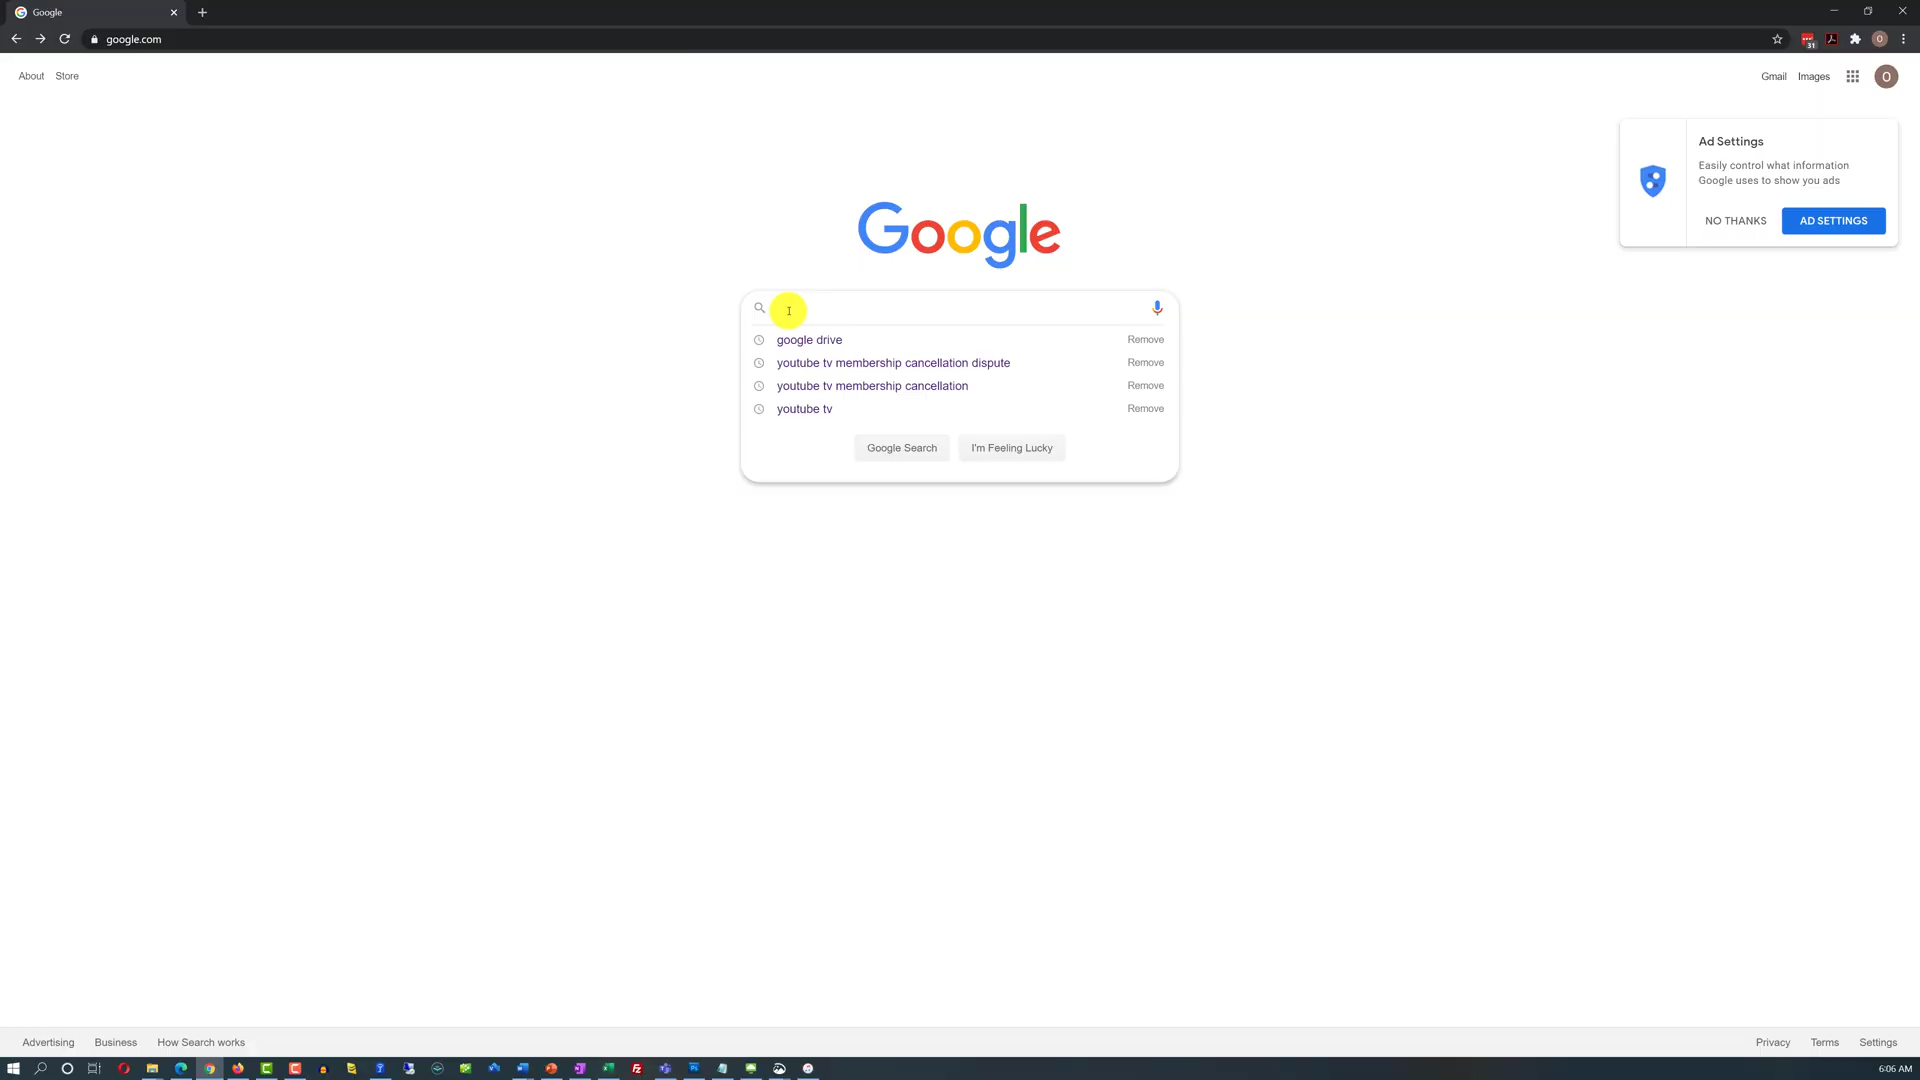 Google
google.com
31
O
About Store
Gmail Images
O
Ad Settings
Easily control what information
Google uses to show you ads
NO THANKS AD SETTINGS
Google
google drive Remove
youtube tv membership cancellation dispute Remove
youtube tv membership cancellation Remove
youtube tv Remove
Google Search I'm Feeling Lucky
Advertising Business How Search works
Privacy Terms Settings
6:06 AM